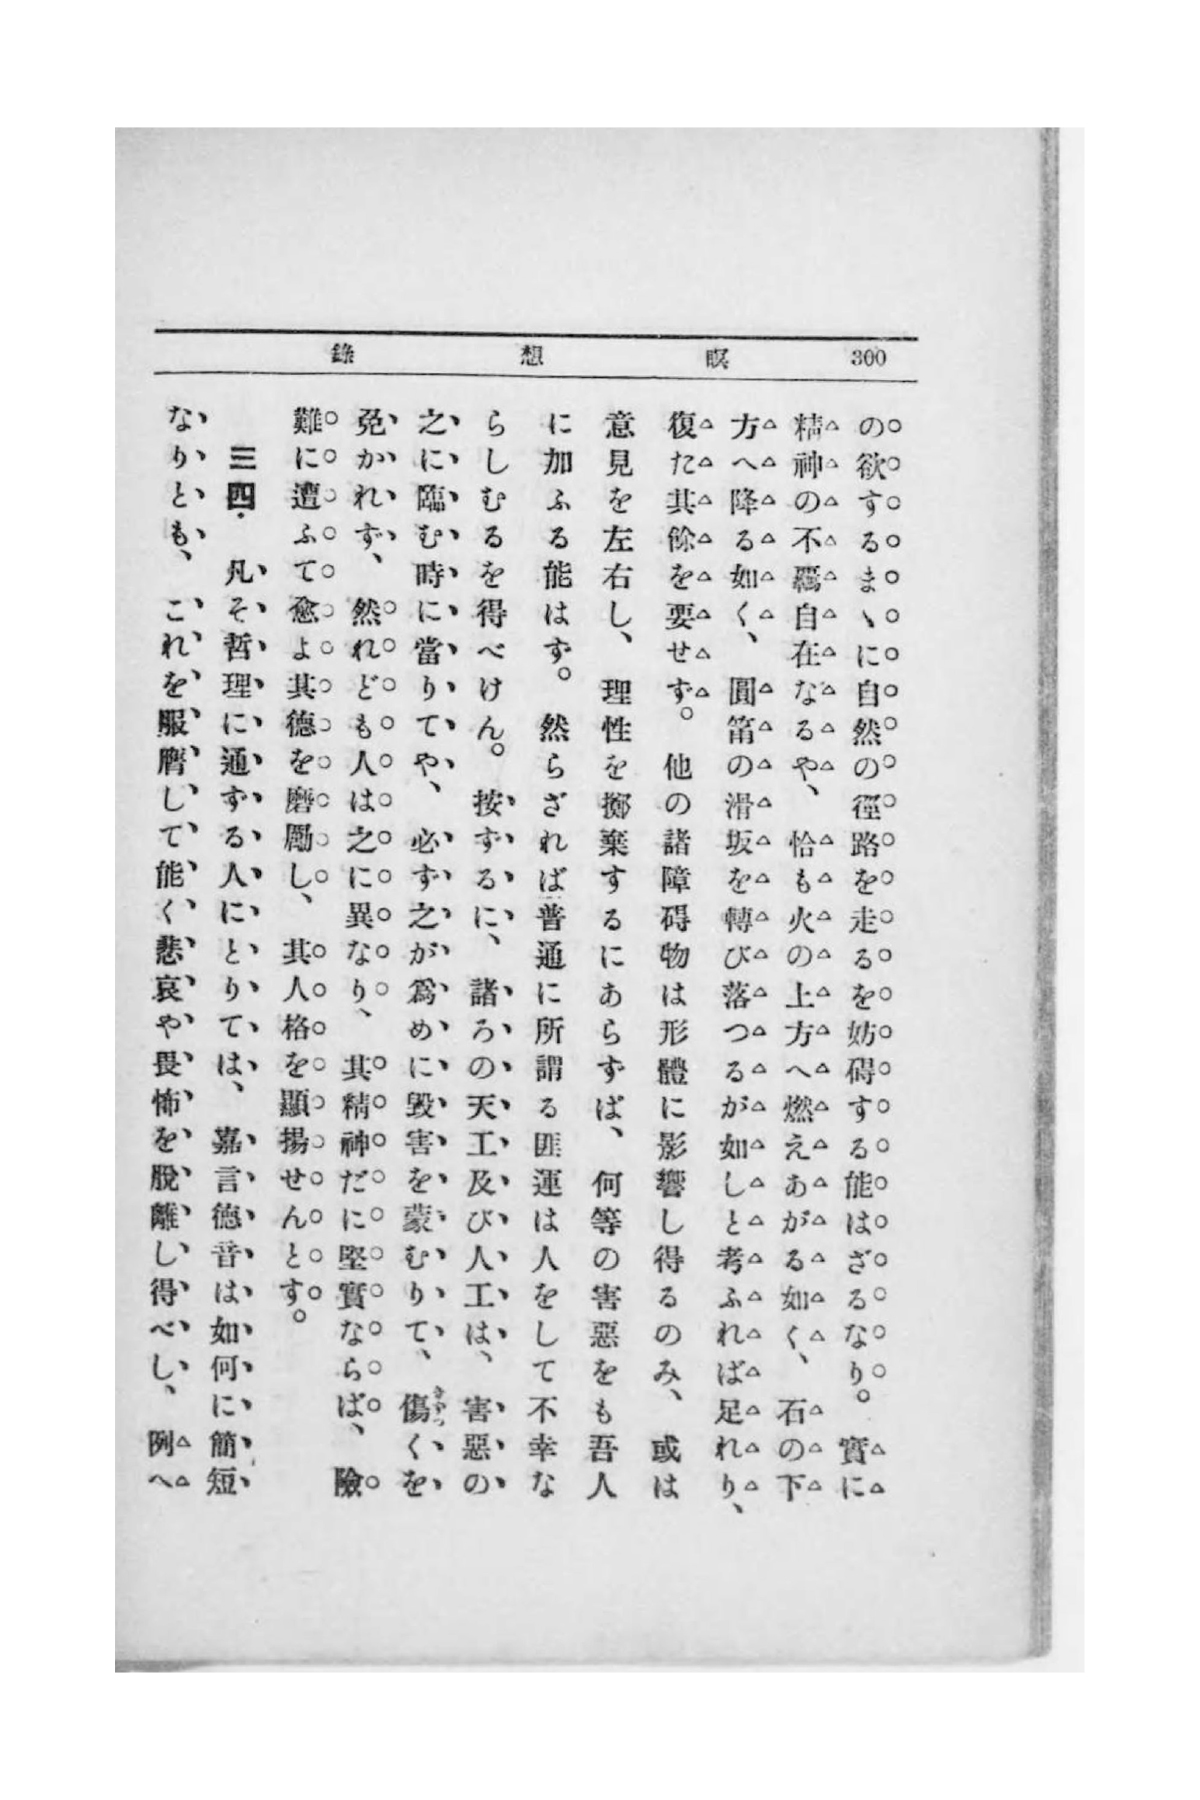 300 瞑想錄
の欲するまゝに自然の徑路を走るを妨碍する能はざるなり。實に
精神の不羈自在なるや、恰も火の上方へ燃えあがる如く、石の下
方へ降る如く、圓筩の滑坂を轉び落つるが如しと考ふれば足れり、
復た其餘を要せず。他の諸障碍物は形體に影響し得るのみ、或は
意見を左右し、理性を擲棄するにあらずば、何等の害惡をも吾人
に加ふる能はず。然らざれば普通に所謂る匪運は人をして不幸な
らしむるを得べけん。按ずるに、諸ろの天工及び人工は、害惡の
之に臨む時に當りてや、必ず之が爲めに毀害を蒙むりて、傷くを
免かれず、然れども人は之に異なり、其精神だに堅實ならば、險
難に遭ふて愈よ其德を磨勵し、其人格を顯揚せんとす。
三四. 凡そ哲理に通ずる人にとりては、嘉言德音は如何に簡短
なりとも、これを服膺して能く悲哀や畏怖を脫離し得べし、例へ